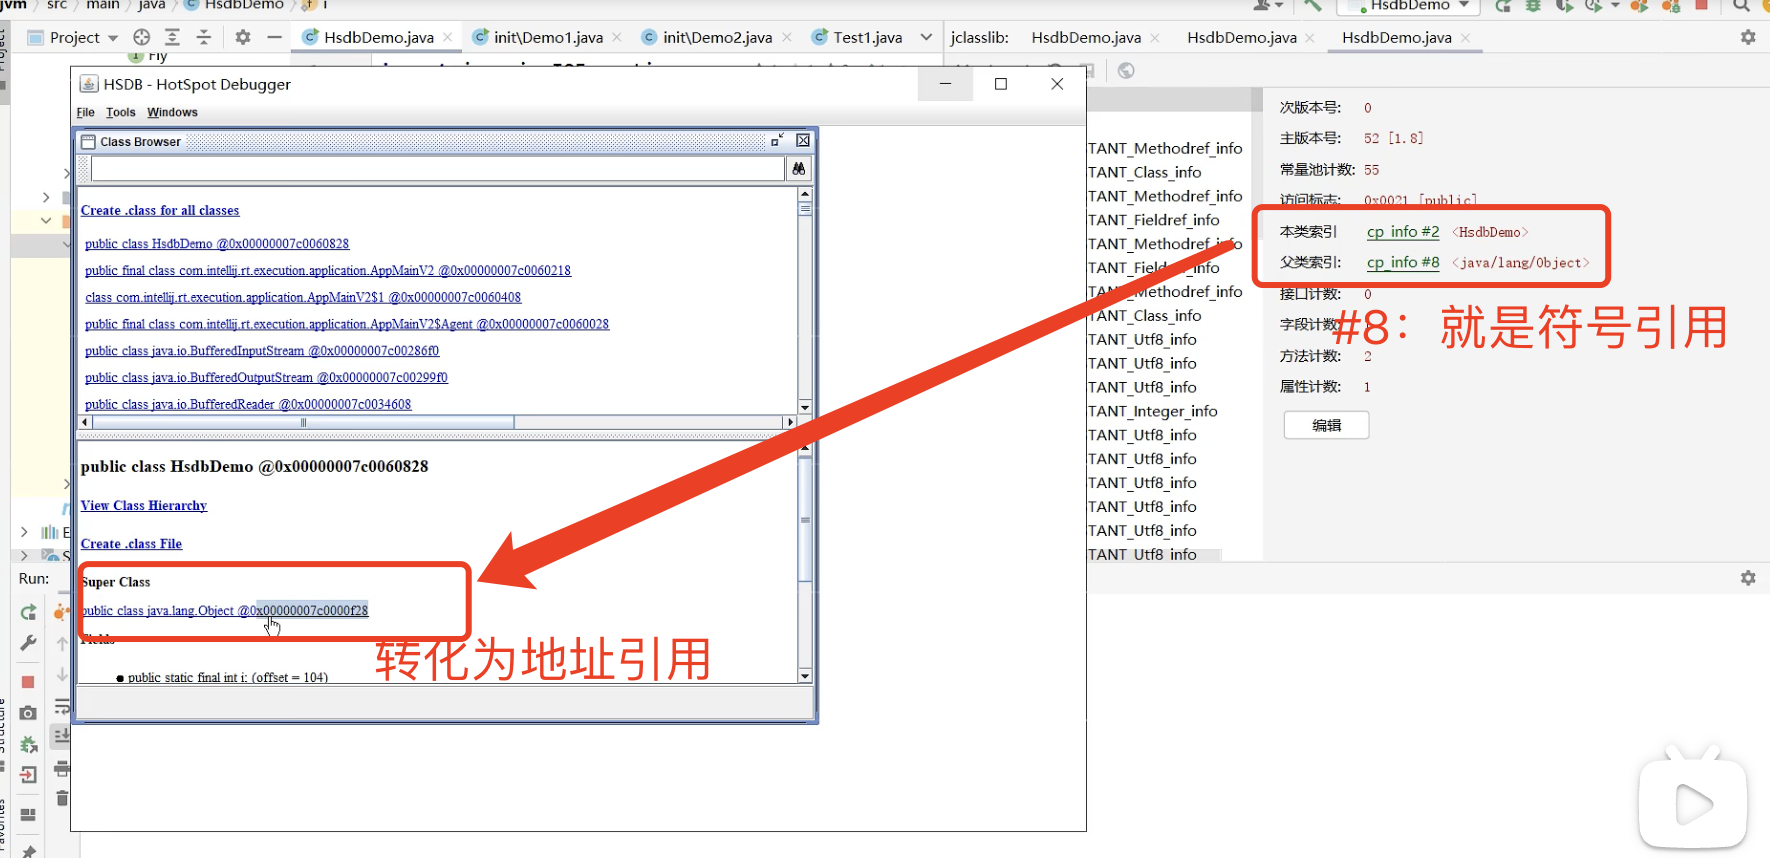 jvm src main java HsdbDemo i
HsdbDemo
Project
HsdbDemo.java
init\Demo1.java
init\Demo2.java
Test1.java
jclasslib:
HsdbDemo.java
HsdbDemo.java
HsdbDemo.java
Fly
HSDB - HotSpot Debugger
File Tools Windows
Class Browser
Create .class for all classes
public class HsdbDemo @0x00000007c0060828
public final class com.intellij.rt.execution.application.AppMainV2 @0x00000007c0060218
class com.intellij.rt.execution.application.AppMainV2$1 @0x00000007c0060408
public final class com.intellij.rt.execution.application.AppMainV2$Agent @0x00000007c0060028
public class java.io.BufferedInputStream @0x00000007c00286f0
public class java.io.BufferedOutputStream @0x00000007c00299f0
public class java.io.BufferedReader @0x00000007c0034608
public class HsdbDemo @0x00000007c0060828
View Class Hierarchy
Create .class File
Super Class
public class java.lang.Object @0x00000007c0000f28
Fields
转化为地址引用
public static final int i; (offset = 104)
TANT_Methodref_info
TANT_Class_info
TANT_Methodref_info
TANT_Fieldref_info
TANT_Methodref_info
TANT_Fieldref_info
TANT_Methodref_info
TANT_Class_info
TANT_Utf8_info
TANT_Utf8_info
TANT_Utf8_info
TANT_Integer_info
TANT_Utf8_info
TANT_Utf8_info
TANT_Utf8_info
TANT_Utf8_info
TANT_Utf8_info
TANT_Utf8_info
次版本号: 0
主版本号: 52 [1.8]
常量池计数: 55
访问标志: 0x0021 [public]
本类索引 cp_info #2 <HsdbDemo>
父类索引: cp_info #8 <java/lang/Object>
接口计数: 0
字段计数
#8：就是符号引用
方法计数: 2
属性计数: 1
编辑
Run:
Structure
Favorites
Project